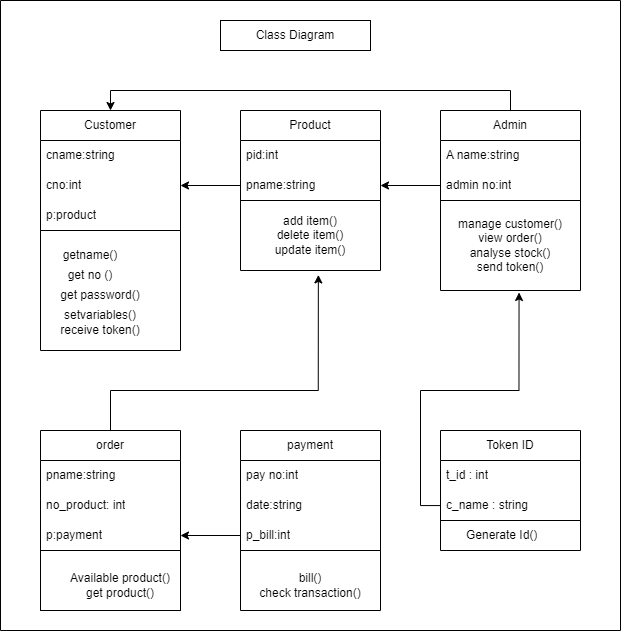 Class Diagram
Customer
cname:string
cno:int
p:product
getname()
get no ()
get password()
setvariables()
receive token()
Product
pid:int
pname:string
add item()
delete item()
update item()
Admin
A name:string
admin no:int
manage customer()
view order()
analyse stock()
send token()
order
pname:string
no_product: int
p:payment
Available product()
get product()
payment
pay no:int
date:string
p_bill:int
bill()
check transaction()
Token ID
t_id : int
c_name : string
Generate Id()